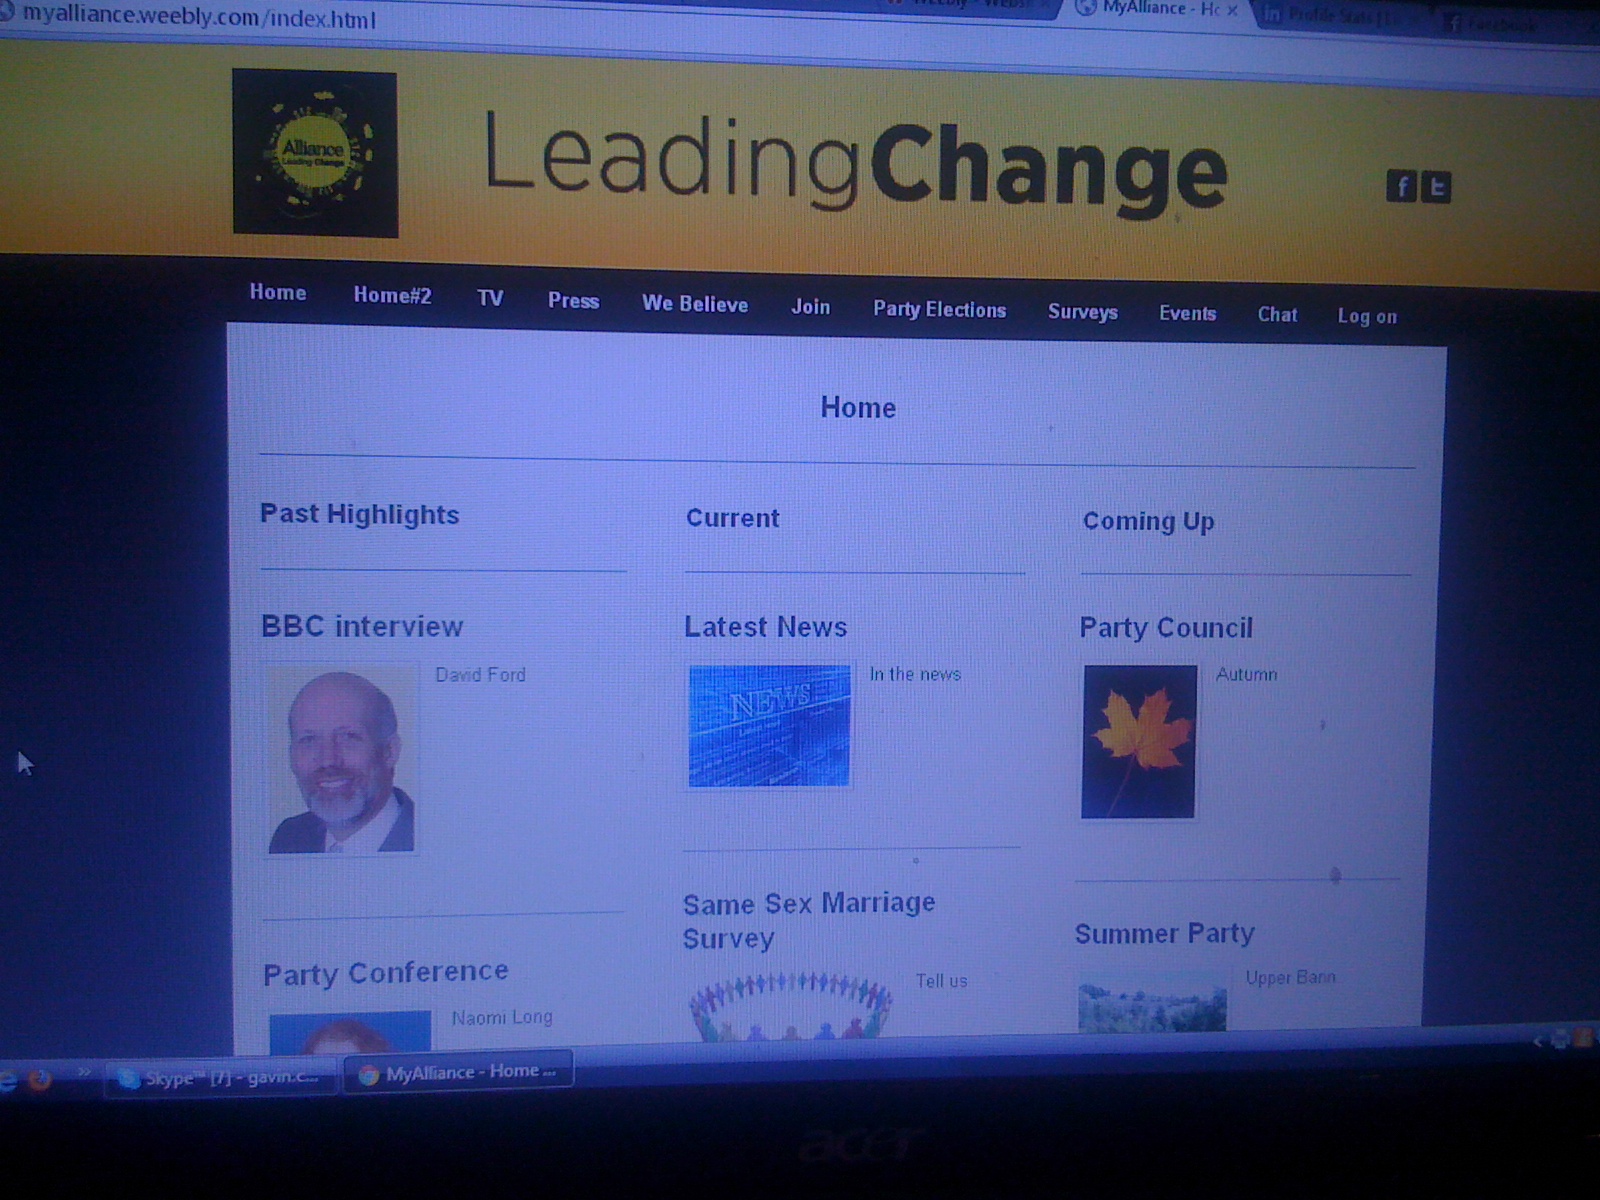 myalliance.weebly.com/index.html
MyAlliance - Ho
Profile Stats | L
Facebook
Alliance
Leading Change
LeadingChange
f t
Home Home#2 TV Press We Believe Join Party Elections Surveys Events Chat Log on
Home
Past Highlights
Current
Coming Up
BBC interview
David Ford
Latest News
NEWS
In the news
Party Council
Autumn
Party Conference
Naomi Long
Same Sex Marriage
Survey
Tell us
Summer Party
Upper Bann
Skype™ [7] - gavin.c...
MyAlliance - Home ...
acer